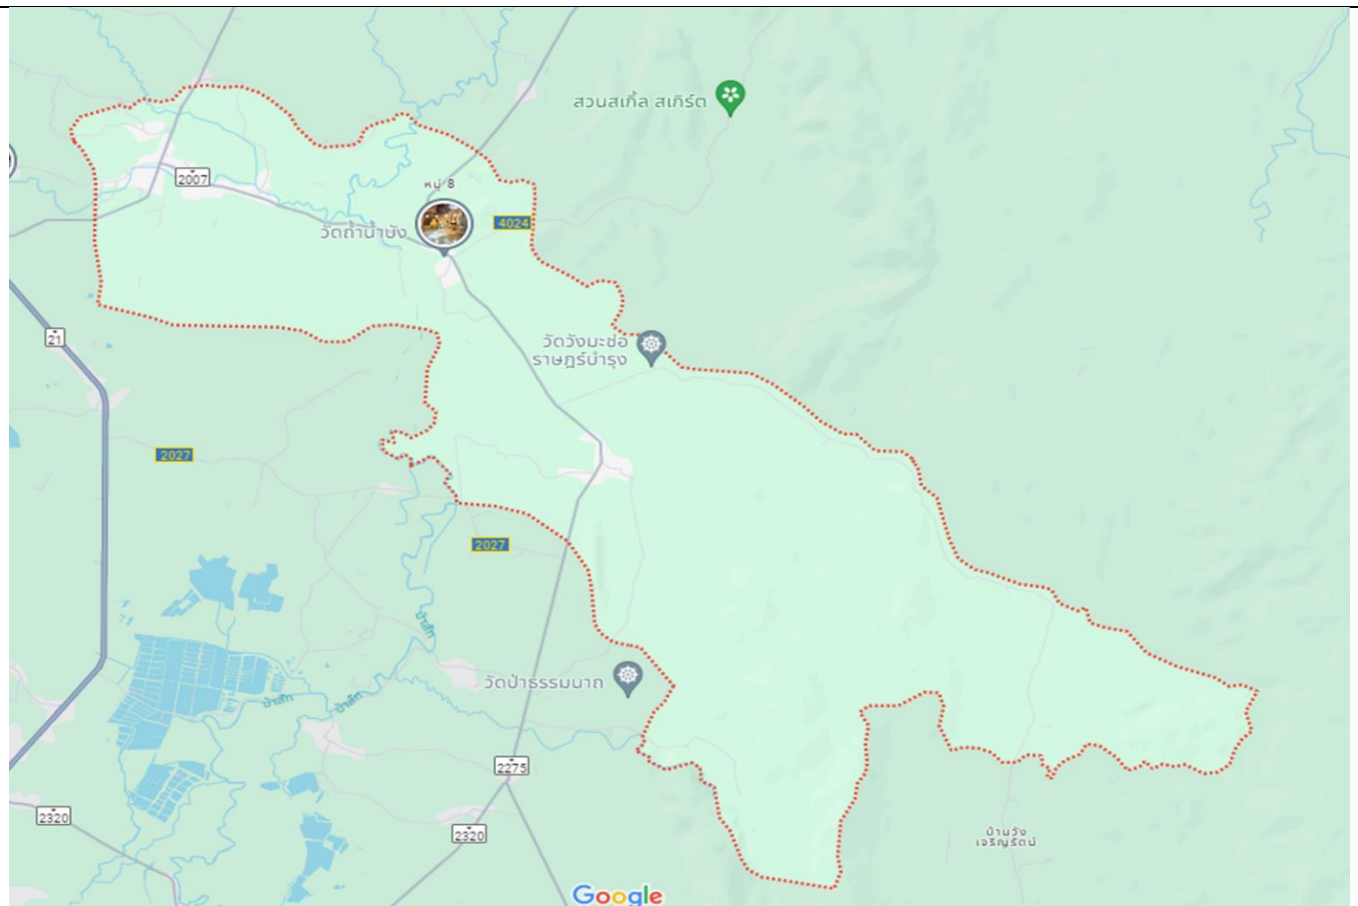 สวนสเกิ้ล สเกิร์ต
2007
หมู่ 8
วัดถ้ำน้ำบัง
4024
21
วัดวังมะช่อ
ราษฎร์บำรุง
2027
2027
ป่าสัก
วัดป่าธรรมนาถ
ป่าสัก
ป่าสัก
2275
2320
2320
บ้านวัง
เจริญรัตน์
Google